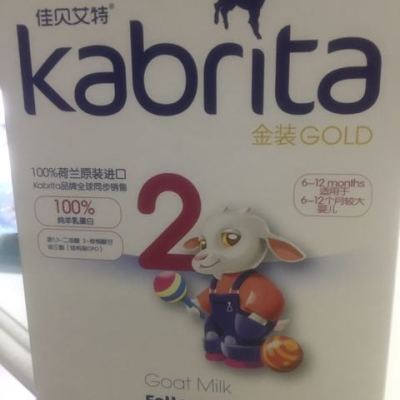 佳贝艾特®
kabrita
金装GOLD
100%荷兰原装进口
Kabrita品牌全球同步销售
100%
纯羊乳蛋白
2
6-12 months
适用于
6-12个月较大
婴儿
Goat Milk